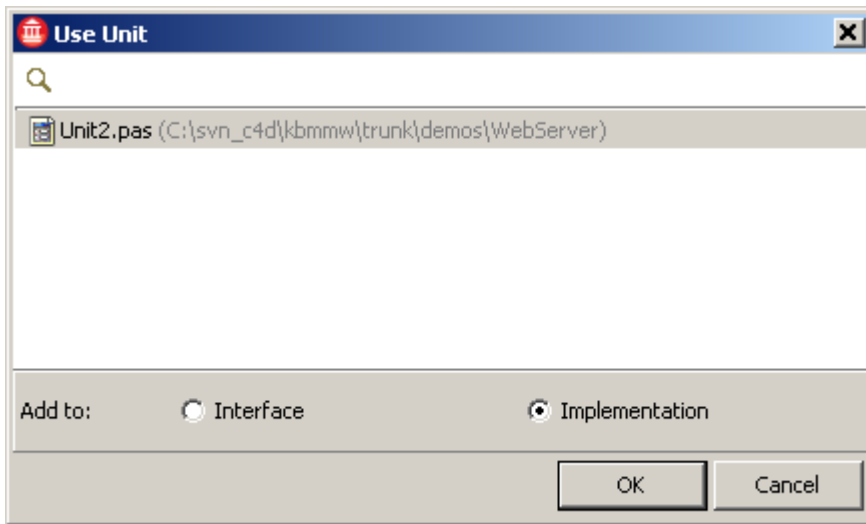 Use Unit
Unit2.pas (C:\svn_c4d\kbmmw\trunk\demos\WebServer)
Add to: Interface Implementation
OK Cancel